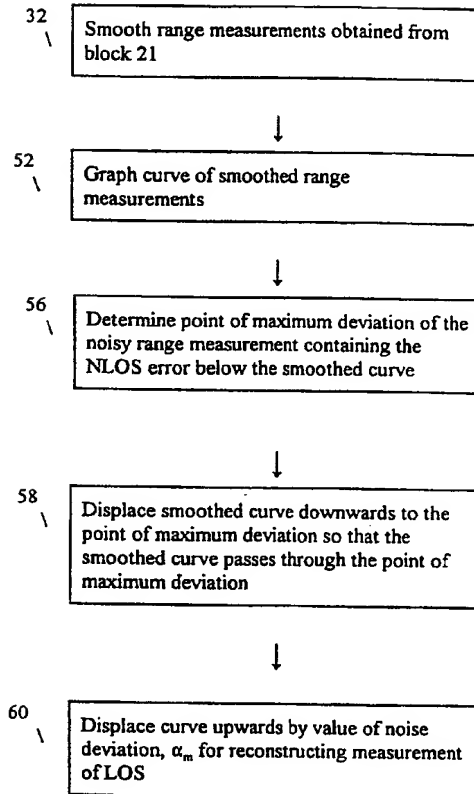 32
Smooth range measurements obtained from
block 21
52
Graph curve of smoothed range
measurements
56
Determine point of maximum deviation of the
noisy range measurement containing the
NLOS error below the smoothed curve
58
Displace smoothed curve downwards to the
point of maximum deviation so that the
smoothed curve passes through the point of
maximum deviation
60
Displace curve upwards by value of noise
deviation, αm for reconstructing measurement
of LOS